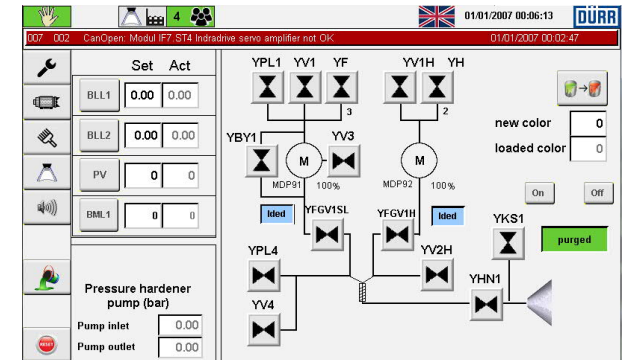 4 01/01/2007 00:06:13 DÜRR
007 002 CanOpen: Modul IF7.ST4 Indradrive servo amplifier not OK 01/01/2007 00:02:47
Set Act
BLL1 0.00 0.00
BLL2 0.00 0.00
PV 0 0
BML1 0 0
Pressure hardener
pump (bar)
Pump inlet 0.00
Pump outlet 0.00
RESET
YPL1 YV1 YF YV1H YH
3 2
YBY1 YV3
M M
MDP91 100% MDP92 100%
lded YFGV1SL YFGV1H lded
YPL4 YV2H
YV4
YHN1
YKS1
new color 0
loaded color 0
On Off
purged